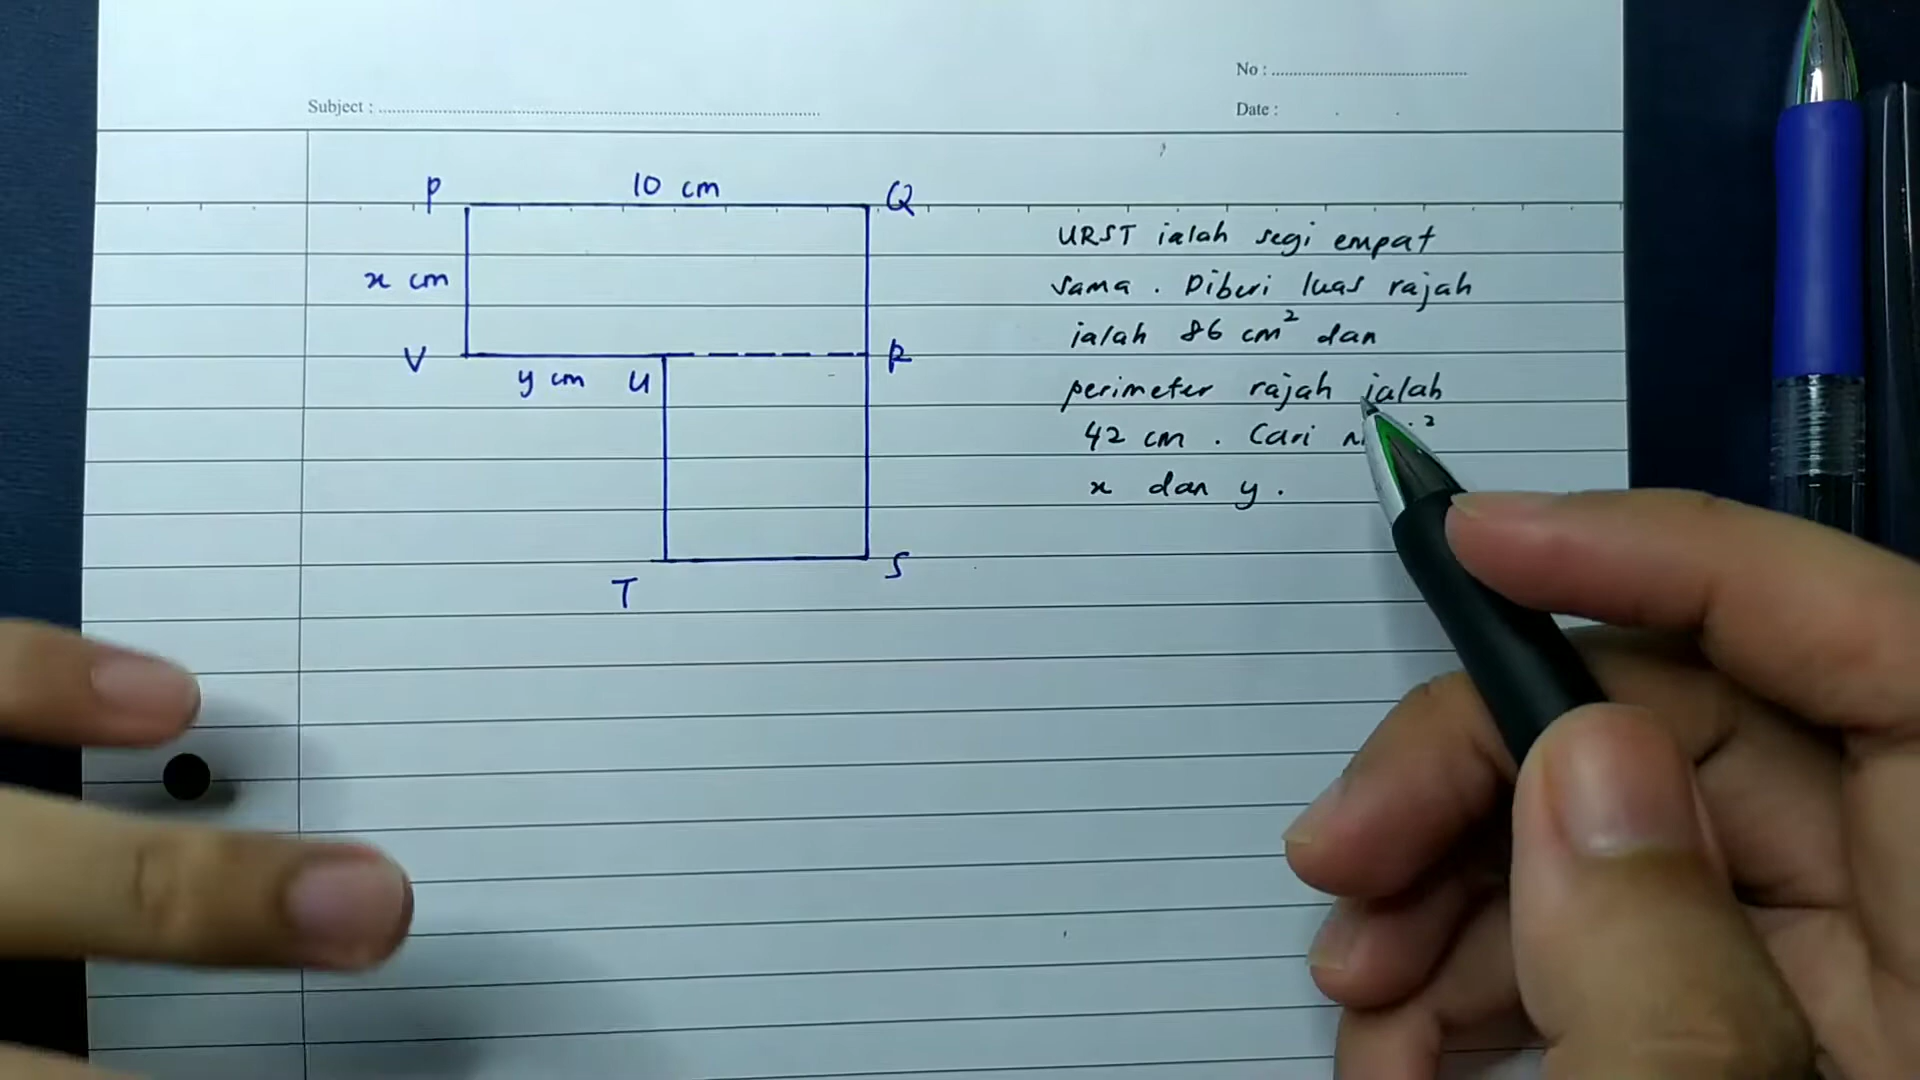 No :
Subject :
Date :
P 10 cm Q
x cm
V R
y cm U
T S
URST ialah segi empat
sama . Diberi luas rajah
ialah 86 cm² dan
perimeter rajah ialah
42 cm . Cari
x dan y .